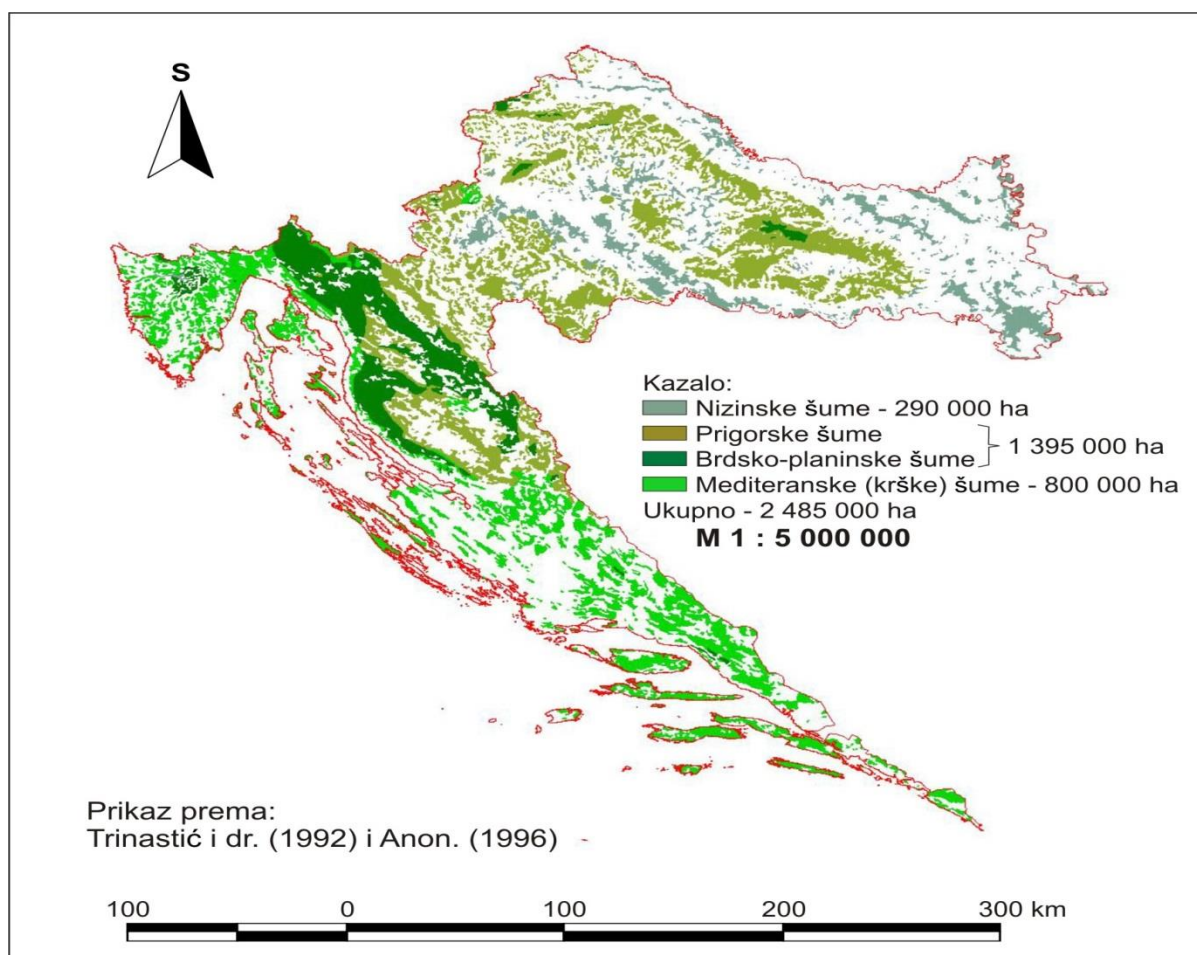 S
Kazalo:
Nizinske šume - 290 000 ha
Prigorske šume
1 395 000 ha
Brdsko-planinske šume
Mediteranske (krške) šume - 800 000 ha
Ukupno - 2 485 000 ha
M 1 : 5 000 000
Prikaz prema:
Trinastić i dr. (1992) i Anon. (1996)
100 0 100 200 300 km